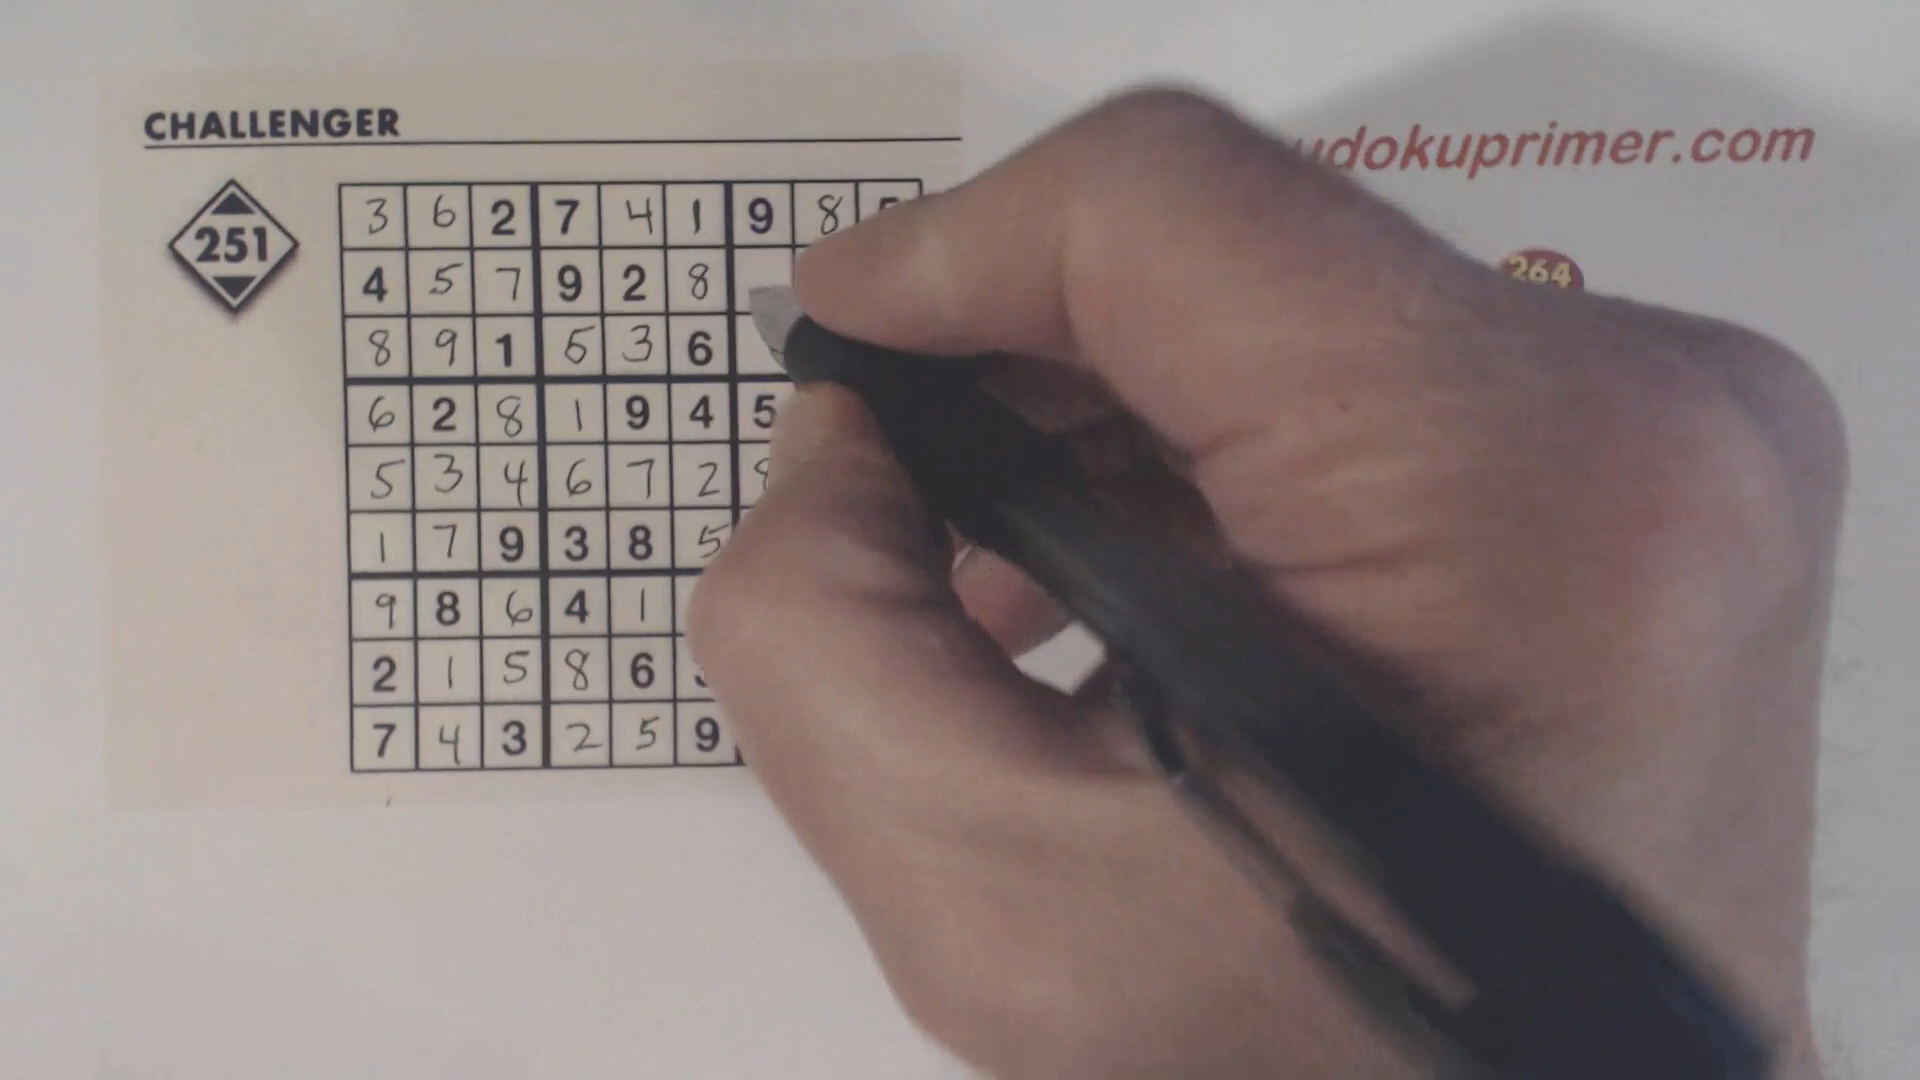 CHALLENGER
udokuprimer.com
251
264
3 6 2 7 4 1 9 8
4 5 7 9 2 8
8 9 1 5 3 6
6 2 8 1 9 4 5
5 3 4 6 7 2 8
1 7 9 3 8 5
9 8 6 4 1
2 1 5 8 6
7 4 3 2 5 9